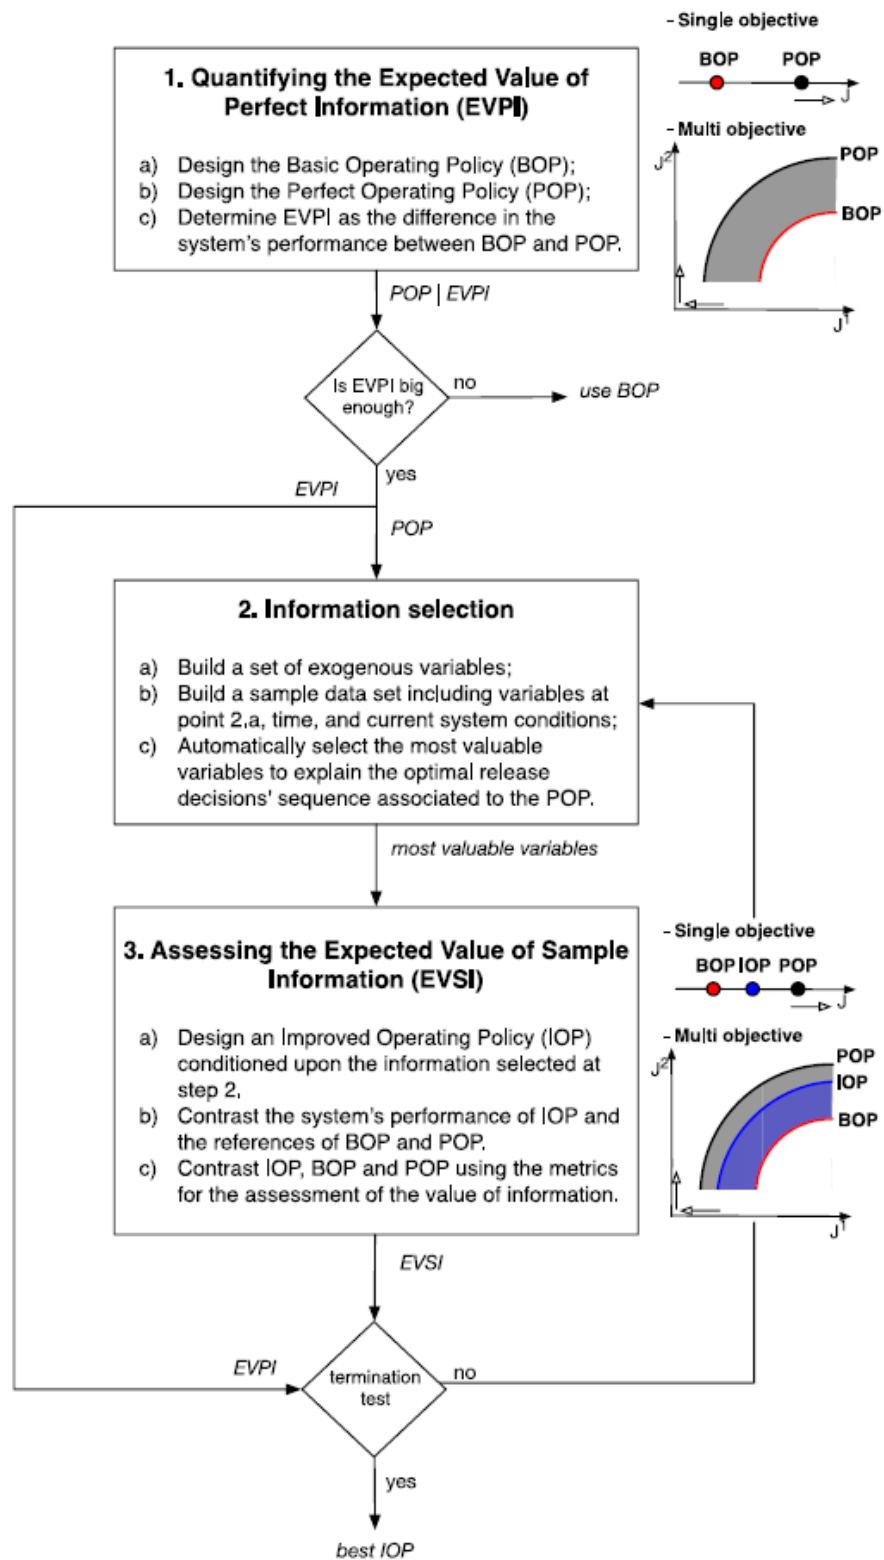 - Single objective
BOP POP
J
- Multi objective
J²
POP
BOP
J¹
1. Quantifying the Expected Value of
Perfect Information (EVPI)
a) Design the Basic Operating Policy (BOP);
b) Design the Perfect Operating Policy (POP);
c) Determine EVPI as the difference in the
system's performance between BOP and POP.
POP | EVPI
Is EVPI big
enough?
no
use BOP
yes
EVPI
POP
2. Information selection
a) Build a set of exogenous variables;
b) Build a sample data set including variables at
point 2.a, time, and current system conditions;
c) Automatically select the most valuable
variables to explain the optimal release
decisions' sequence associated to the POP.
most valuable variables
3. Assessing the Expected Value of Sample
Information (EVSI)
a) Design an Improved Operating Policy (IOP)
conditioned upon the information selected at
step 2.
b) Contrast the system's performance of IOP and
the references of BOP and POP.
c) Contrast IOP, BOP and POP using the metrics
for the assessment of the value of information.
- Single objective
BOP IOP POP
J
- Multi objective
J²
POP
IOP
BOP
J¹
EVSI
EVPI
termination
test
no
yes
best IOP